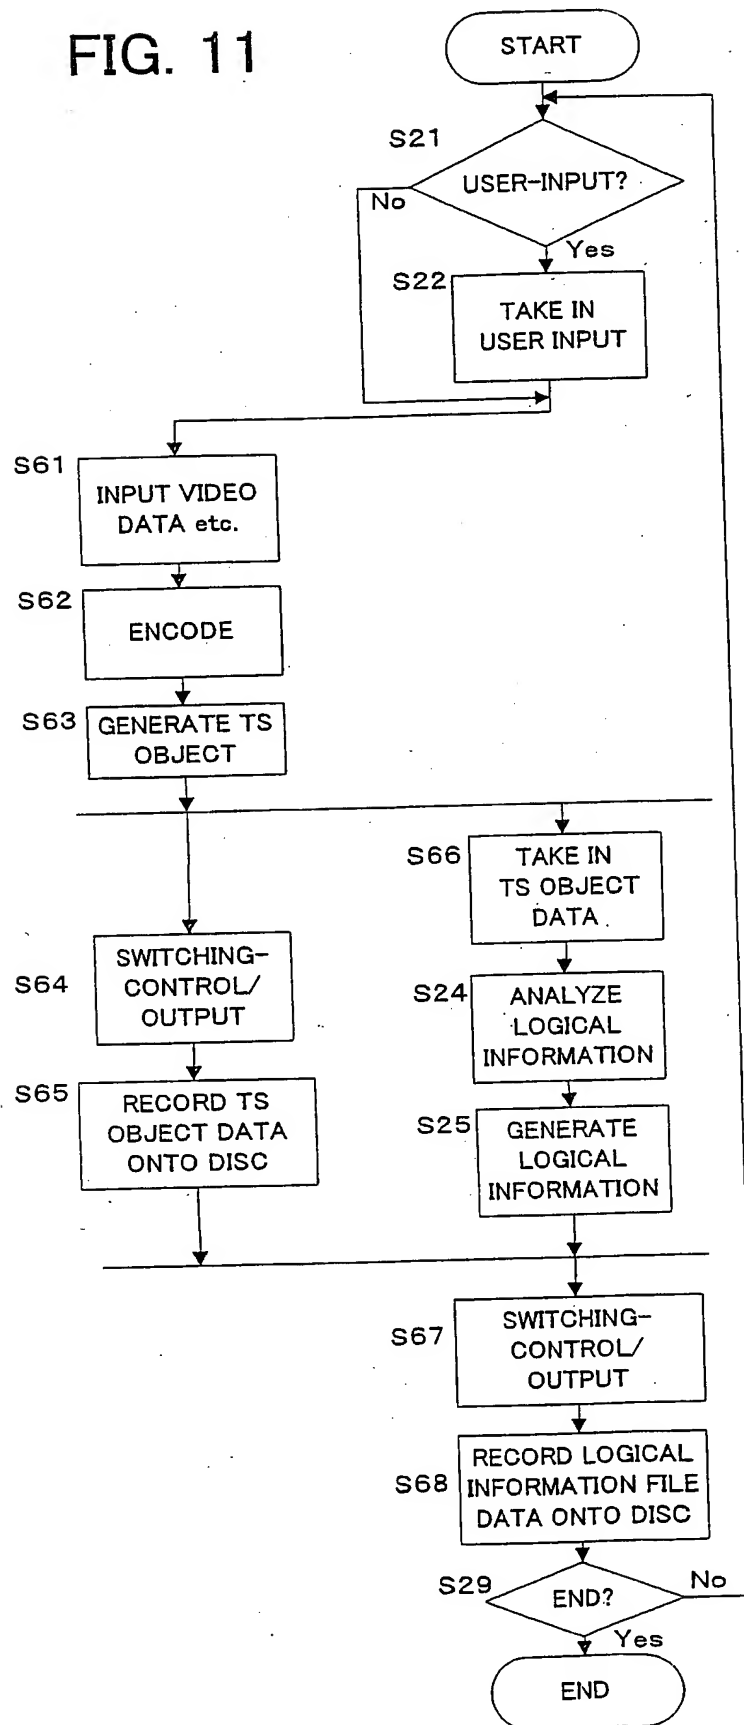 FIG. 11
START
S21
USER-INPUT?
No
Yes
S22
TAKE IN
USER INPUT
S61
INPUT VIDEO
DATA etc.
S62
ENCODE
S63
GENERATE TS
OBJECT
S66
TAKE IN
TS OBJECT
DATA
S64
SWITCHING-
CONTROL/
OUTPUT
S24
ANALYZE
LOGICAL
INFORMATION
S65
RECORD TS
OBJECT DATA
ONTO DISC
S25
GENERATE
LOGICAL
INFORMATION
S67
SWITCHING-
CONTROL/
OUTPUT
S68
RECORD LOGICAL
INFORMATION FILE
DATA ONTO DISC
S29
END?
No
Yes
END